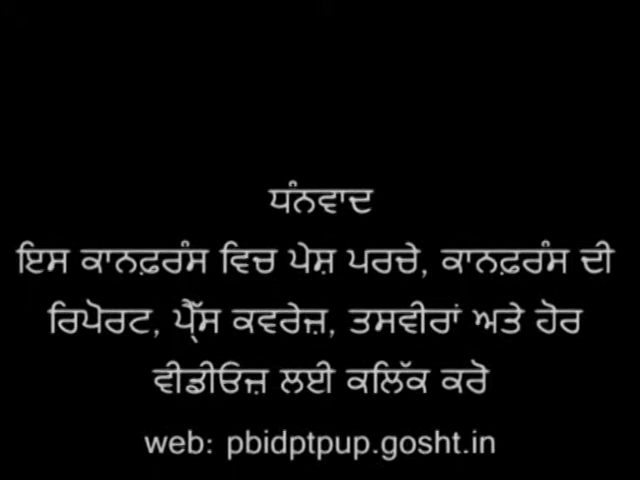 ਧੰਨਵਾਦ
ਇਸ ਕਾਨਫ਼ਰੰਸ ਵਿਚ ਪੇਸ਼ ਪਰਚੇ, ਕਾਨਫ਼ਰੰਸ ਦੀ
ਰਿਪੋਰਟ, ਪ੍ਰੈੱਸ ਕਵਰੇਜ਼, ਤਸਵੀਰਾਂ ਅਤੇ ਹੋਰ
ਵੀਡੀਓਜ਼ ਲਈ ਕਲਿੱਕ ਕਰੋ
web: pbidptpup.gosht.in